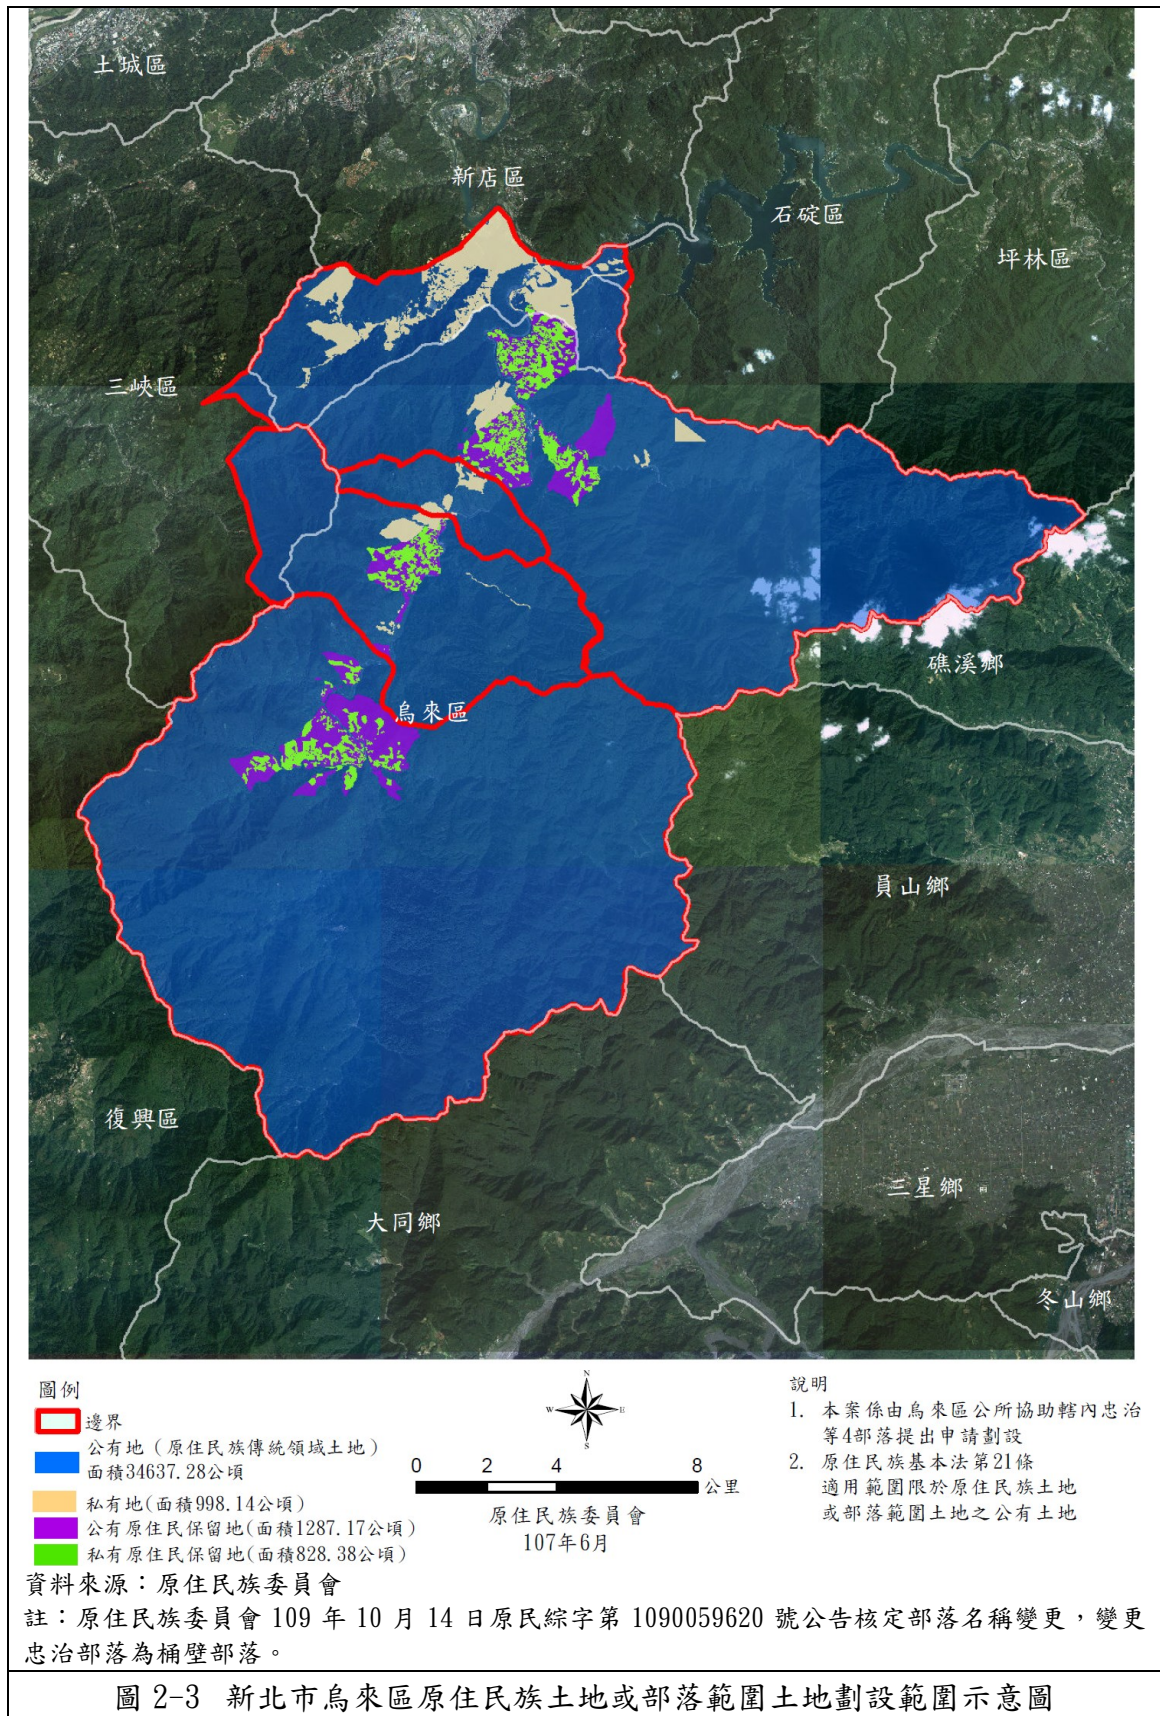 土城區
新店區
石碇區
坪林區
三峽區
礁溪鄉
烏來區
員山鄉
復興區
三星鄉
大同鄉
冬山鄉
圖例
邊界
公有地（原住民族傳統領域土地）
面積34637.28公頃
私有地(面積998.14公頃)
公有原住民保留地(面積1287.17公頃)
私有原住民保留地(面積828.38公頃)
N
W
E
S
0 2 4 8
公里
原住民族委員會
107年6月
說明
1. 本案係由烏來區公所協助轄內忠治
等4部落提出申請劃設
2. 原住民族基本法第21條
適用範圍限於原住民族土地
或部落範圍土地之公有土地
資料來源：原住民族委員會
註：原住民族委員會 109 年 10 月 14 日原民綜字第 1090059620 號公告核定部落名稱變更，變更
忠治部落為桶壁部落。
圖 2-3 新北市烏來區原住民族土地或部落範圍土地劃設範圍示意圖